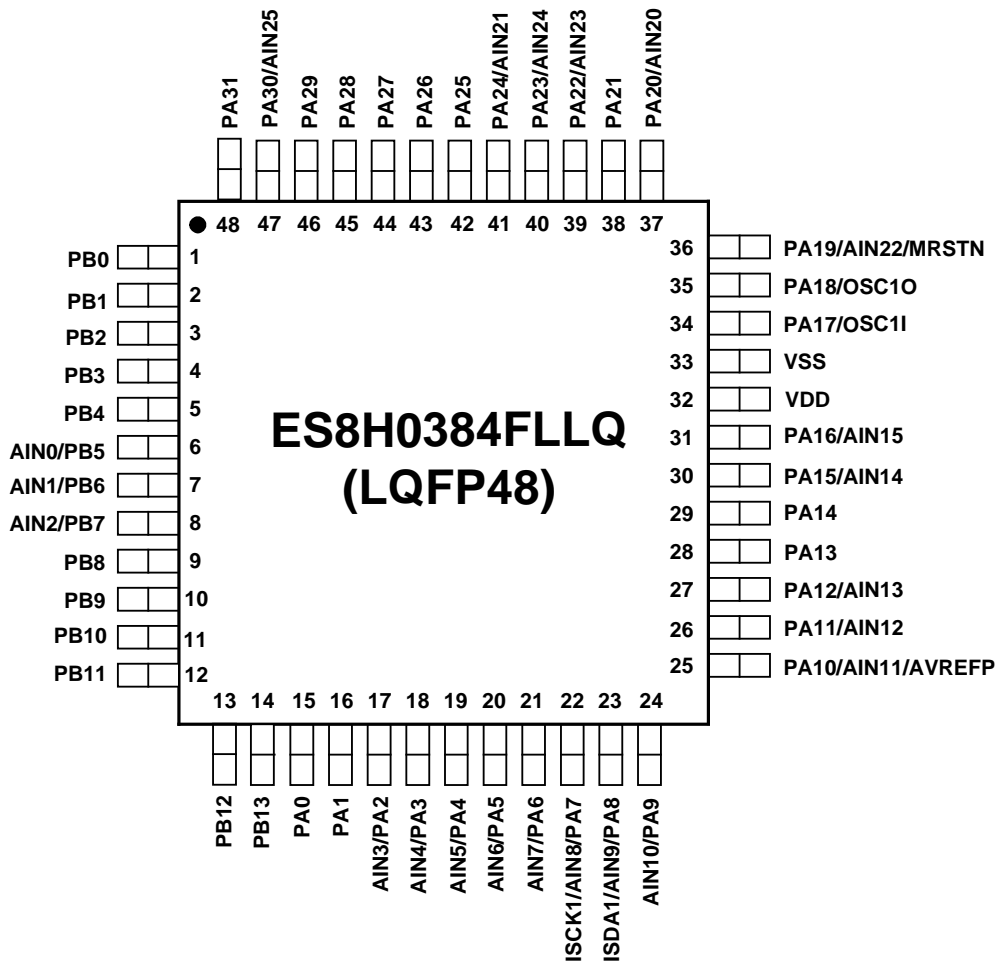 PA31
PA30/AIN25
PA29
PA28
PA27
PA26
PA25
PA24/AIN21
PA23/AIN24
PA22/AIN23
PA21
PA20/AIN20
48
47
46
45
44
43
42
41
40
39
38
37
PB0 1
PB1 2
PB2 3
PB3 4
PB4 5
AIN0/PB5 6
AIN1/PB6 7
AIN2/PB7 8
PB8 9
PB9 10
PB10 11
PB11 12
ES8H0384FLLQ
(LQFP48)
36 PA19/AIN22/MRSTN
35 PA18/OSC1O
34 PA17/OSC1I
33 VSS
32 VDD
31 PA16/AIN15
30 PA15/AIN14
29 PA14
28 PA13
27 PA12/AIN13
26 PA11/AIN12
25 PA10/AIN11/AVREFP
13
14
15
16
17
18
19
20
21
22
23
24
PB12
PB13
PA0
PA1
AIN3/PA2
AIN4/PA3
AIN5/PA4
AIN6/PA5
AIN7/PA6
ISCK1/AIN8/PA7
ISDA1/AIN9/PA8
AIN10/PA9